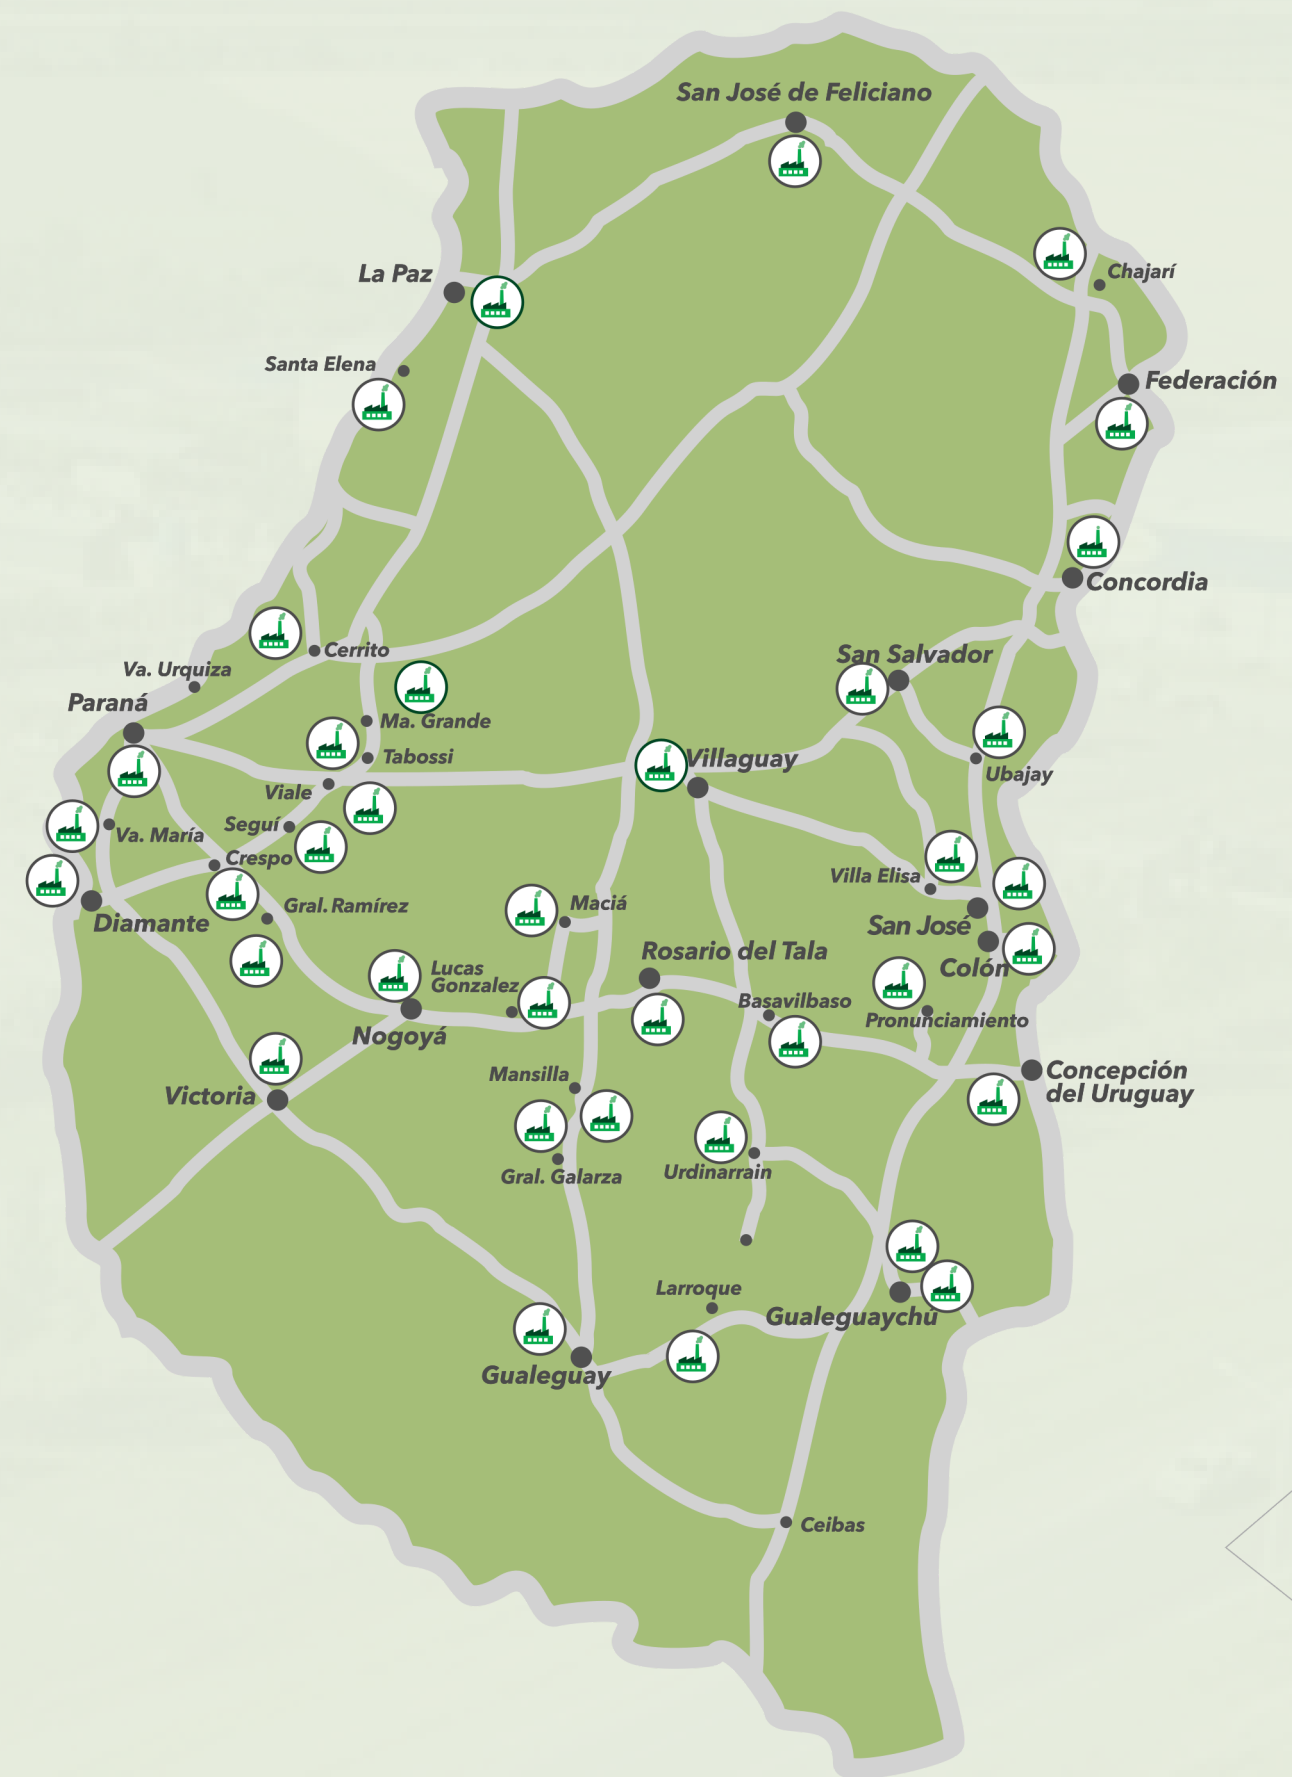 San José de Feliciano
La Paz
Chajarí
Santa Elena
Federación
Concordia
Cerrito
San Salvador
Va. Urquiza
Paraná
Ma. Grande
Tabossi
Villaguay
Ubajay
Viale
Seguí
Va. María
Crespo
Villa Elisa
Gral. Ramírez
Maciá
Diamante
San José
Rosario del Tala
Lucas
Gonzalez
Colón
Basavilbaso
Pronunciamiento
Nogoyá
Mansilla
Concepción
del Uruguay
Victoria
Gral. Galarza
Urdinarrain
Larroque
Gualeguaychú
Gualeguay
Ceibas